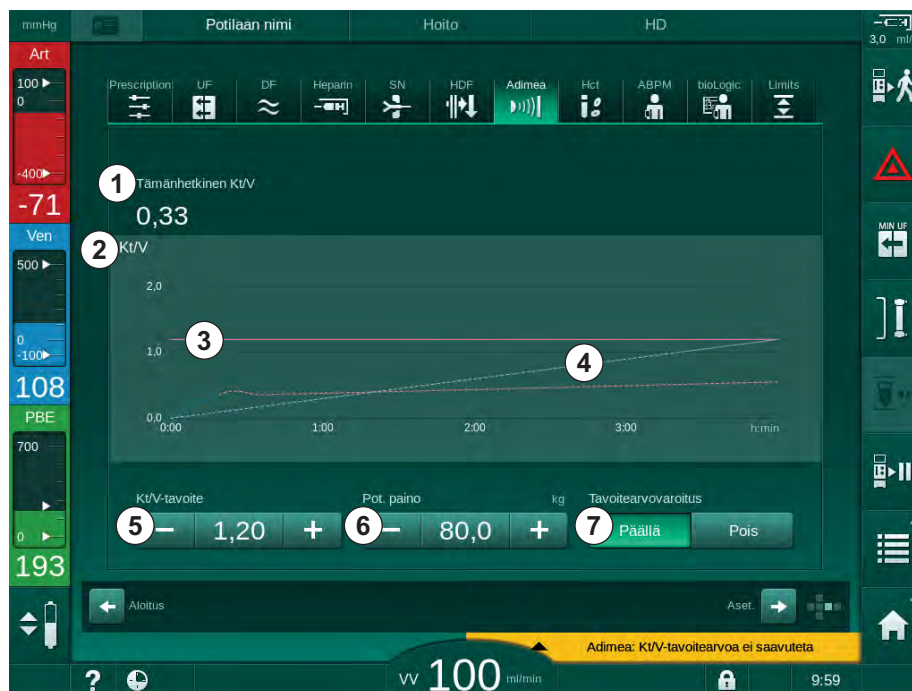 mmHg
Potilaan nimi
Hoito
HD
3,0 ml/
Art
100
0
-400
-71
Ven
500
0
-100
108
PBE
700
0
193
Prescription
UF
DF
Heparin
SN
HDF
Adimea
Hct
ABPM
bioLogic
Limits
1
Tämänhetkinen Kt/V
0,33
2
Kt/V
2,0
3
1,0
4
0,0
0:00
1:00
2:00
3:00
h:min
Kt/V-tavoite
Pot. paino
kg
Tavoitearvovaroitus
5
– 1,20 +
6
– 80,0 +
7
Päällä
Pois
MIN UF
Aloitus
Aset.
Adimea: Kt/V-tavoitearvoa ei saavuteta
?
VV 100 ml/min
9:59